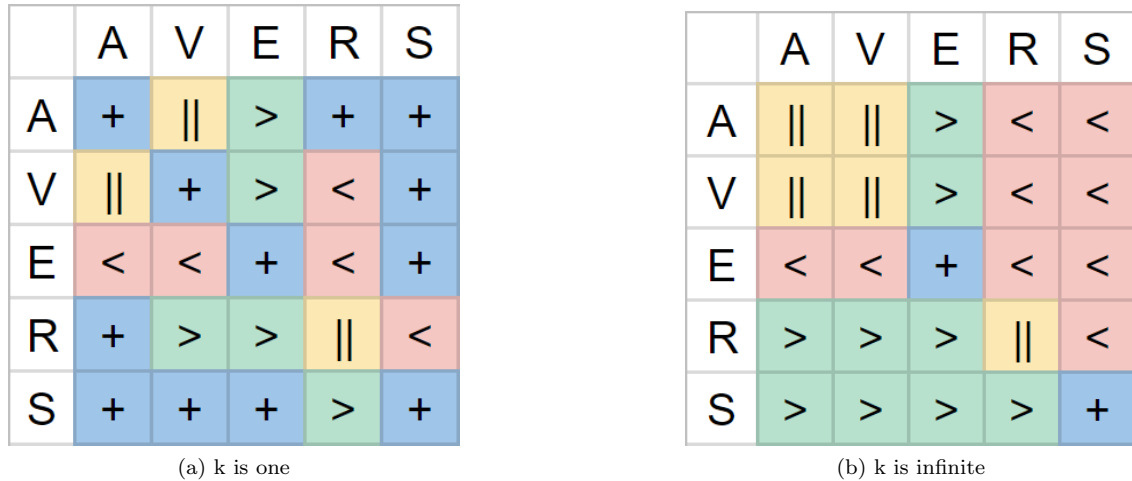 A V E R S
A + || > + +
V || + > < +
E < < + < +
R + > > || <
S + + + > +
(a) k is one
A V E R S
A || || > < <
V || || > < <
E < < + < <
R > > > || <
S > > > > +
(b) k is infinite